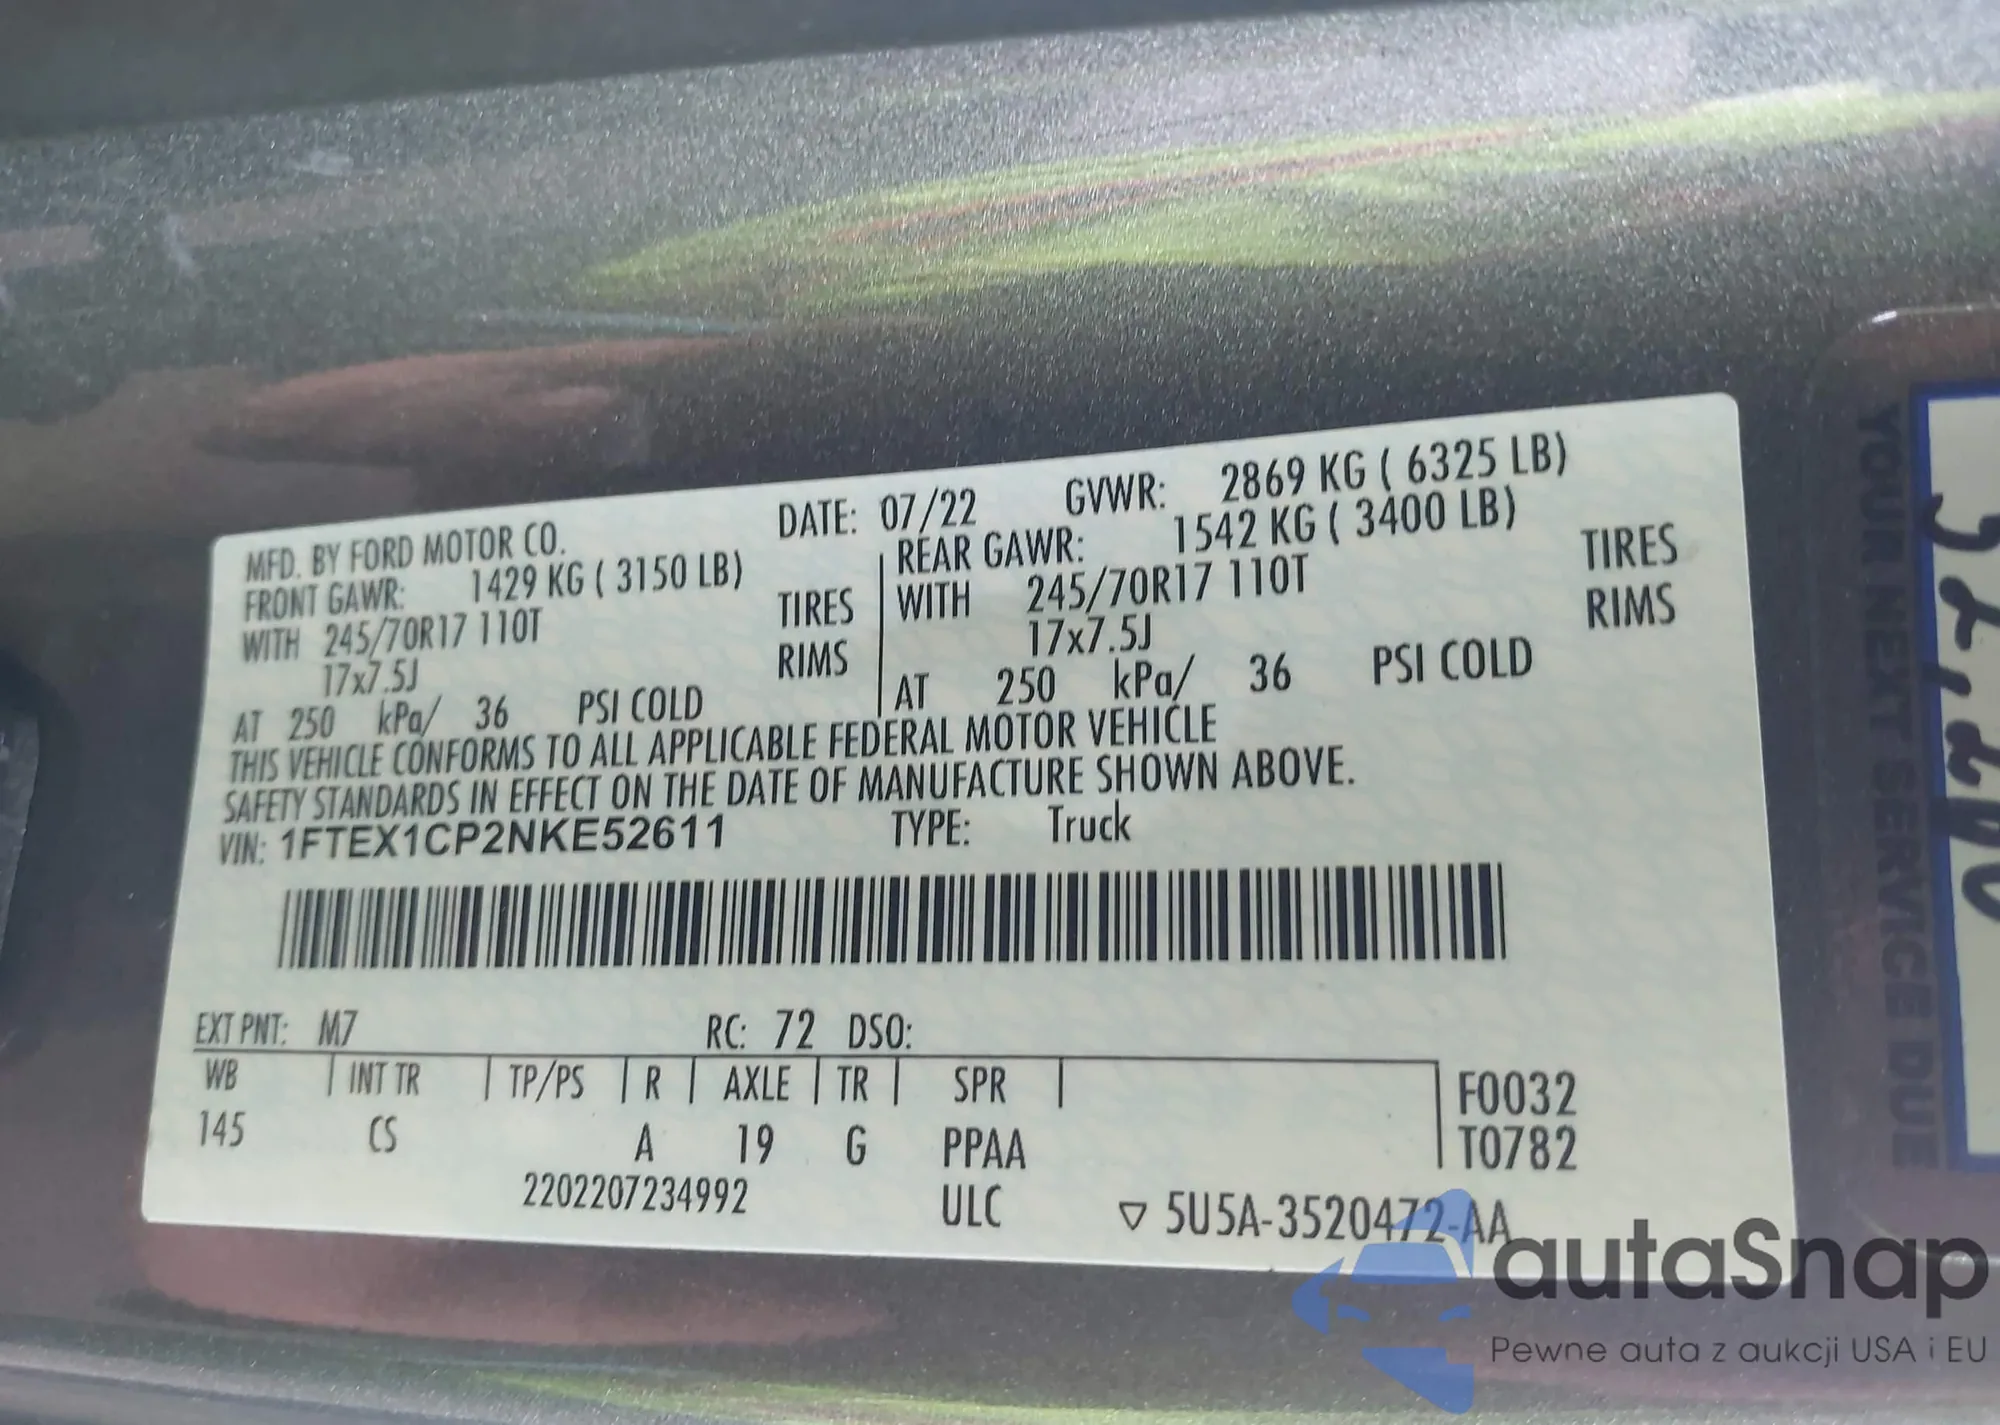 MFD. BY FORD MOTOR CO. DATE: 07/22 GVWR: 2869 KG ( 6325 LB)
FRONT GAWR: 1429 KG ( 3150 LB) REAR GAWR: 1542 KG ( 3400 LB)
WITH 245/70R17 110T TIRES WITH 245/70R17 110T TIRES
17x7.5J RIMS 17x7.5J RIMS
AT 250 kPa/ 36 PSI COLD AT 250 kPa/ 36 PSI COLD
THIS VEHICLE CONFORMS TO ALL APPLICABLE FEDERAL MOTOR VEHICLE
SAFETY STANDARDS IN EFFECT ON THE DATE OF MANUFACTURE SHOWN ABOVE.
VIN: 1FTEX1CP2NKE52611 TYPE: Truck
EXT PNT: M7 RC: 72 DSO:
WB INT TR TP/PS R AXLE TR SPR F0032
145 CS A 19 G PPAA T0782
2202207234992 ULC ▽ 5U5A-3520472-AA
YOUR NEXT SERVICE DUE
autaSnap
Pewne auta z aukcji USA i EU